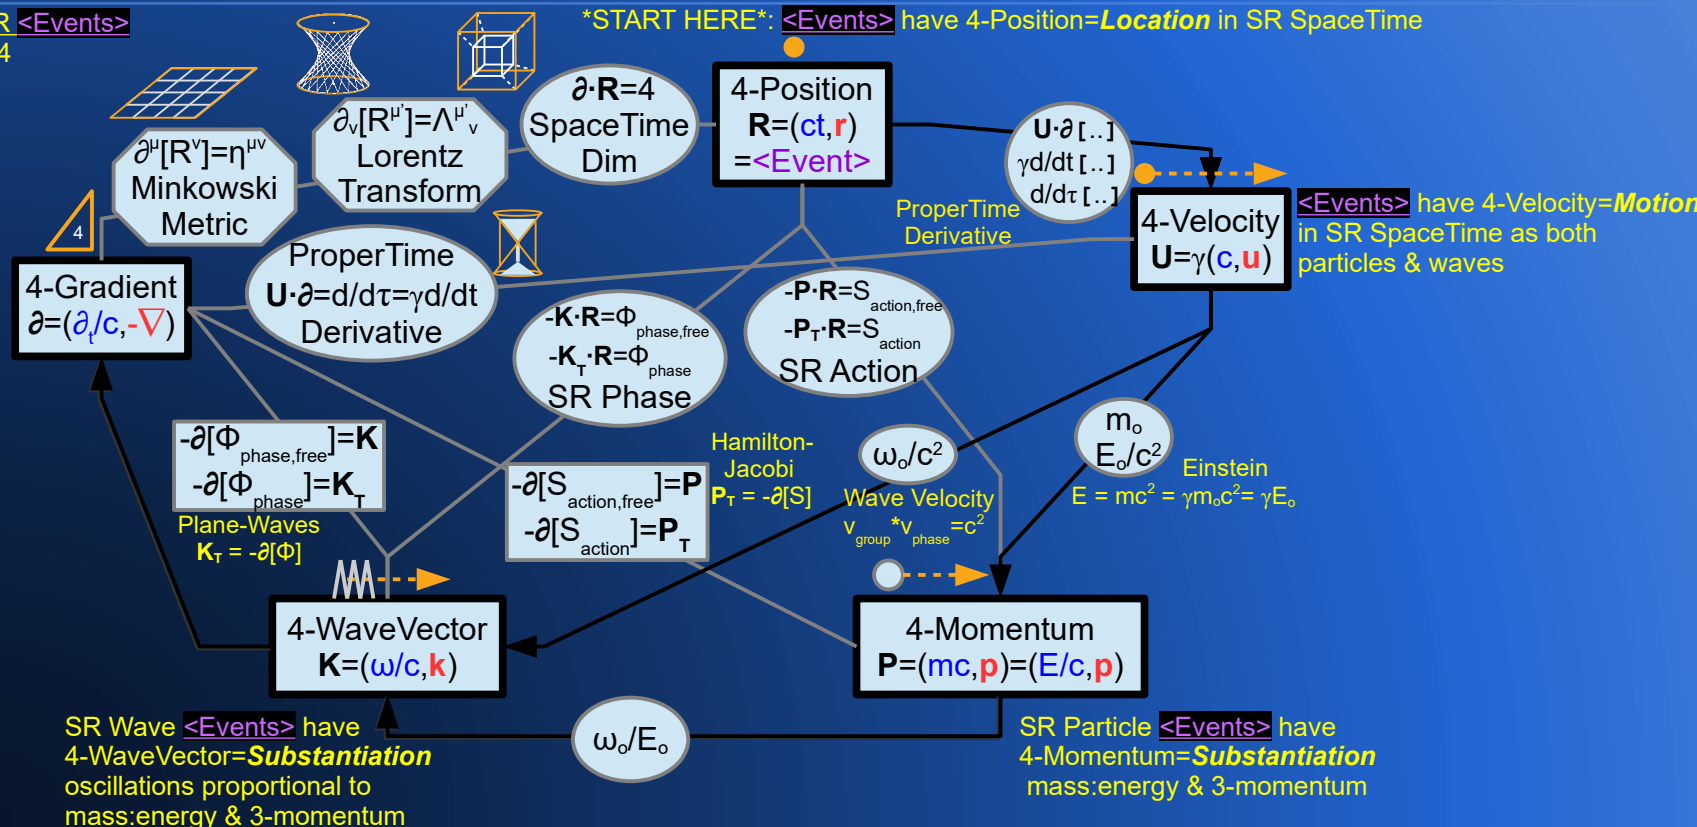 R <Events>
4
*START HERE*: <Events> have 4-Position=Location in SR SpaceTime
∂·R=4
SpaceTime
Dim
4-Position
R=(ct,r)
=<Event>
∂ν[Rμ']=Λμ'ν
Lorentz
Transform
∂μ[Rν]=ημν
Minkowski
Metric
U·∂[..]
γd/dt[..]
d/dτ[..]
4
ProperTime
Derivative
4-Velocity
U=γ(c,u)
<Events> have 4-Velocity=Motion
in SR SpaceTime as both
particles & waves
4-Gradient
∂=(∂t/c,-∇)
ProperTime
U·∂=d/dτ=γd/dt
Derivative
-K·R=Φphase,free
-KT·R=Φphase
SR Phase
-P·R=Saction,free
-PT·R=Saction
SR Action
-∂[Φphase,free]=K
-∂[Φphase]=KT
Plane-Waves
KT = -∂[Φ]
-∂[Saction,free]=P
-∂[Saction]=PT
Hamilton-
Jacobi
PT = -∂[S]
ωo/c2
Wave Velocity
vgroup*vphase=c2
mo
Eo/c2
Einstein
E = mc2 = γmoc2= γEo
4-WaveVector
K=(ω/c,k)
4-Momentum
P=(mc,p)=(E/c,p)
ωo/Eo
SR Wave <Events> have
4-WaveVector=Substantiation
oscillations proportional to
mass:energy & 3-momentum
SR Particle <Events> have
4-Momentum=Substantiation
mass:energy & 3-momentum